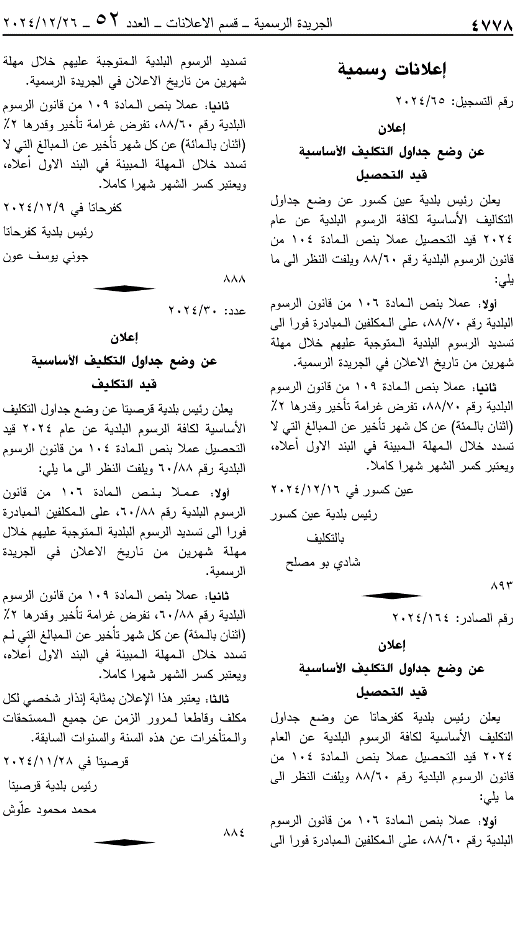 ٤٧٧٨
الجريدة الرسمية – قسم الاعلانات – العدد ٥٢ – ٢٠٢٤/١٢/٢٦
إعلانات رسمية
رقم التسجيل: ٢٠٢٤/٦٥
إعلان
عن وضع جداول التكليف الأساسية
قيد التحصيل
يعلن رئيس بلدية عين كسور عن وضع جداول
التكاليف الأساسية لكافة الرسوم البلدية عن عام
٢٠٢٤ قيد التحصيل عملا بنص المادة ١٠٤ من
قانون الرسوم البلدية رقم ٨٨/٦٠ ويلفت النظر الى ما
يلي:
أولا: عملا بنص المادة ١٠٦ من قانون الرسوم
البلدية رقم ٨٨/٧٠، على المكلفين المبادرة فورا الى
تسديد الرسوم البلدية المتوجبة عليهم خلال مهلة
شهرين من تاريخ الاعلان في الجريدة الرسمية.
ثانيا: عملا بنص المادة ١٠٩ من قانون الرسوم
البلدية رقم ٨٨/٧٠، تفرض غرامة تأخير وقدرها ٢٪
(اثنان بالمئة) عن كل شهر تأخير عن المبالغ التي لا
تسدد خلال المهلة المبينة في البند الاول أعلاه،
ويعتبر كسر الشهر شهرا كاملا.
عين كسور في ٢٠٢٤/١٢/١٦
رئيس بلدية عين كسور
بالتكليف
شادي بو مصلح
٨٩٣
رقم الصادر: ٢٠٢٤/١٦٤
إعلان
عن وضع جداول التكليف الأساسية
قيد التحصيل
يعلن رئيس بلدية كفرحاتا عن وضع جداول
التكليف الأساسية لكافة الرسوم البلدية عن العام
٢٠٢٤ قيد التحصيل عملا بنص المادة ١٠٤ من
قانون الرسوم البلدية رقم ٨٨/٦٠ ويلفت النظر الى
ما يلي:
أولا: عملا بنص المادة ١٠٦ من قانون الرسوم
البلدية رقم ٨٨/٦٠، على المكلفين المبادرة فورا الى
تسديد الرسوم البلدية المتوجبة عليهم خلال مهلة
شهرين من تاريخ الاعلان في الجريدة الرسمية.
ثانيا: عملا بنص المادة ١٠٩ من قانون الرسوم
البلدية رقم ٨٨/٦٠، تفرض غرامة تأخير وقدرها ٢٪
(اثنان بالمائة) عن كل شهر تأخير عن المبالغ التي لا
تسدد خلال المهلة المبينة في البند الاول أعلاه،
ويعتبر كسر الشهر شهرا كاملا.
كفرحاتا في ٢٠٢٤/١٢/٩
رئيس بلدية كفرحاتا
جوني يوسف عون
٨٨٨
عدد: ٢٠٢٤/٣٠
إعلان
عن وضع جداول التكليف الأساسية
قيد التكليف
يعلن رئيس بلدية قرصيتا عن وضع جداول التكليف
الأساسية لكافة الرسوم البلدية عن عام ٢٠٢٤ قيد
التحصيل عملا بنص المادة ١٠٤ من قانون الرسوم
البلدية رقم ٦٠/٨٨ ويلفت النظر إلى ما يلي:
أولا: عملا بنص المادة ١٠٦ من قانون
الرسوم البلدية رقم ٦٠/٨٨، على المكلفين المبادرة
فورا الى تسديد الرسوم البلدية المتوجبة عليهم خلال
مهلة شهرين من تاريخ الاعلان في الجريدة
الرسمية.
ثانيا: عملا بنص المادة ١٠٩ من قانون الرسوم
البلدية رقم ٦٠/٨٨، تفرض غرامة تأخير وقدرها ٢٪
(اثنان بالمئة) عن كل شهر تأخير عن المبالغ التي لم
تسدد خلال المهلة المبينة في البند الاول أعلاه،
ويعتبر كسر الشهر شهرا كاملا.
ثالثا: يعتبر هذا الإعلان بمثابة إنذار شخصي لكل
مكلف وقاطعا لمرور الزمن عن جميع المستحقات
والمتأخرات عن هذه السنة والسنوات السابقة.
قرصيتا في ٢٠٢٤/١١/٢٨
رئيس بلدية قرصيتا
محمد محمود علّوش
٨٨٤